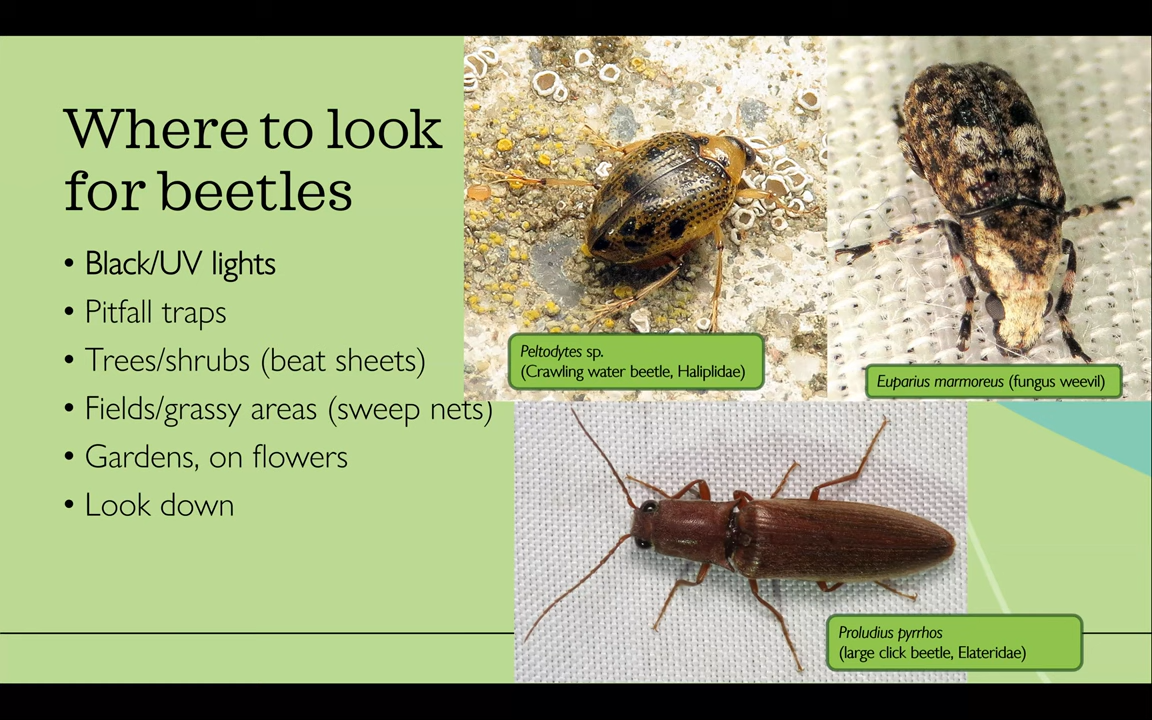 Where to look
for beetles
• Black/UV lights
• Pitfall traps
• Trees/shrubs (beat sheets)
• Fields/grassy areas (sweep nets)
• Gardens, on flowers
• Look down
Peltodytes sp.
(Crawling water beetle, Haliplidae)
Euparius marmoreus (fungus weevil)
Proludius pyrrhos
(large click beetle, Elateridae)